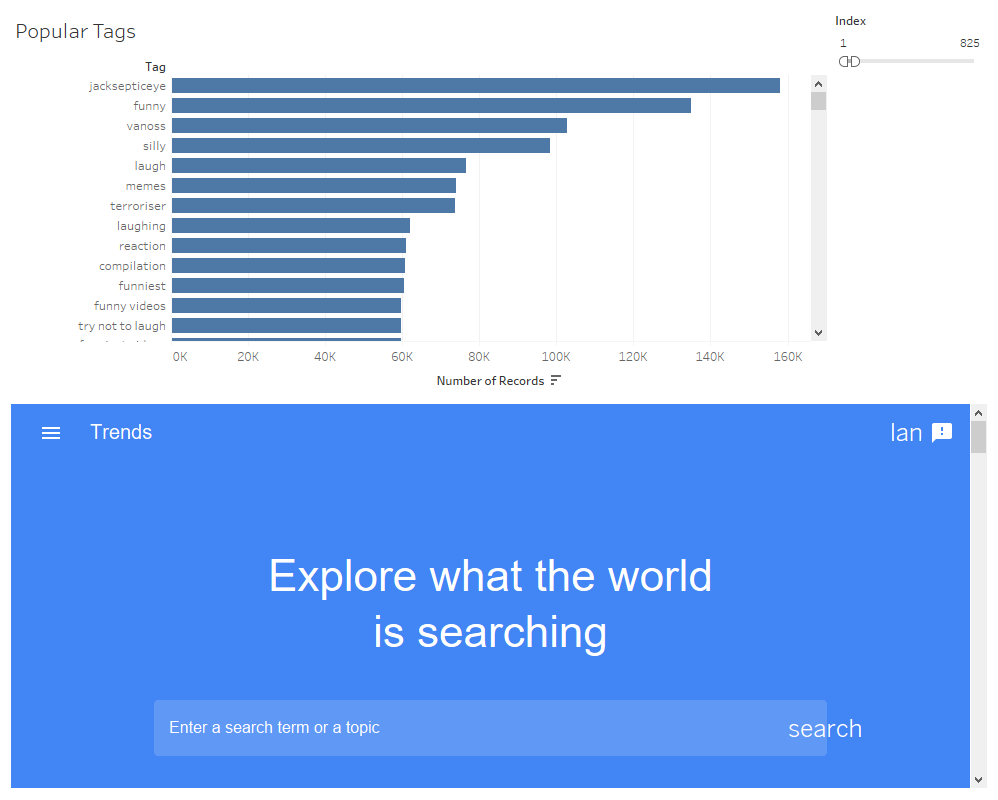 Popular Tags
Index
1 825
Tag
jacksepticeye
funny
vanoss
silly
laugh
memes
terroriser
laughing
reaction
compilation
funniest
funny videos
try not to laugh
0K 20K 40K 60K 80K 100K 120K 140K 160K
Number of Records
Trends
lan
Explore what the world
is searching
Enter a search term or a topic
search